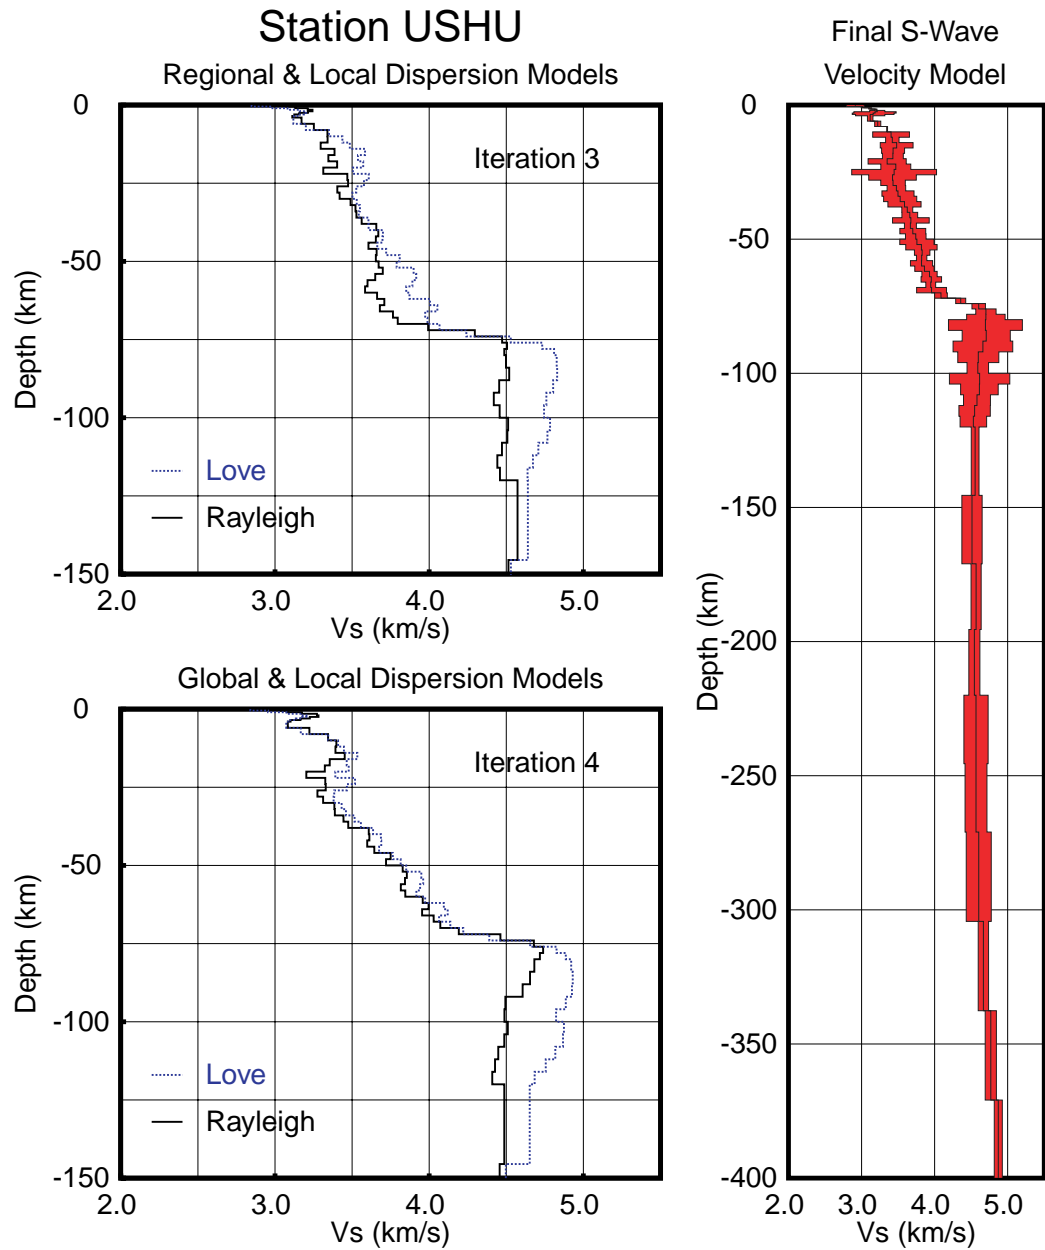 Station USHU
Regional & Local Dispersion Models
0
-50
-100
-150
Depth (km)
Iteration 3
Love
Rayleigh
2.0 3.0 4.0 5.0
Vs (km/s)
Global & Local Dispersion Models
0
-50
-100
-150
Depth (km)
Iteration 4
Love
Rayleigh
2.0 3.0 4.0 5.0
Vs (km/s)
Final S-Wave
Velocity Model
0
-50
-100
-150
-200
-250
-300
-350
-400
Depth (km)
2.0 3.0 4.0 5.0
Vs (km/s)